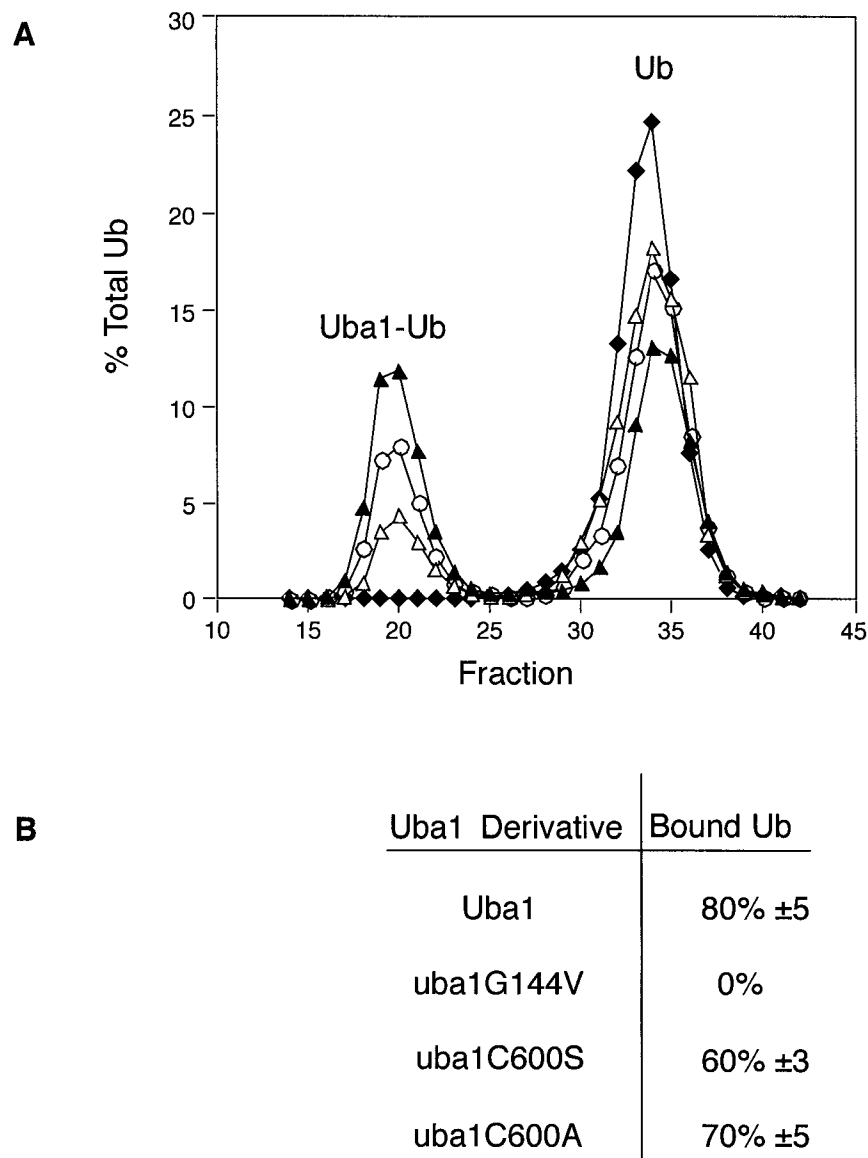 A
30
25
20
15
10
5
0
% Total Ub
Uba1-Ub
Ub
10 15 20 25 30 35 40 45
Fraction
B
Uba1 Derivative Bound Ub
Uba1 80% ±5
uba1G144V 0%
uba1C600S 60% ±3
uba1C600A 70% ±5